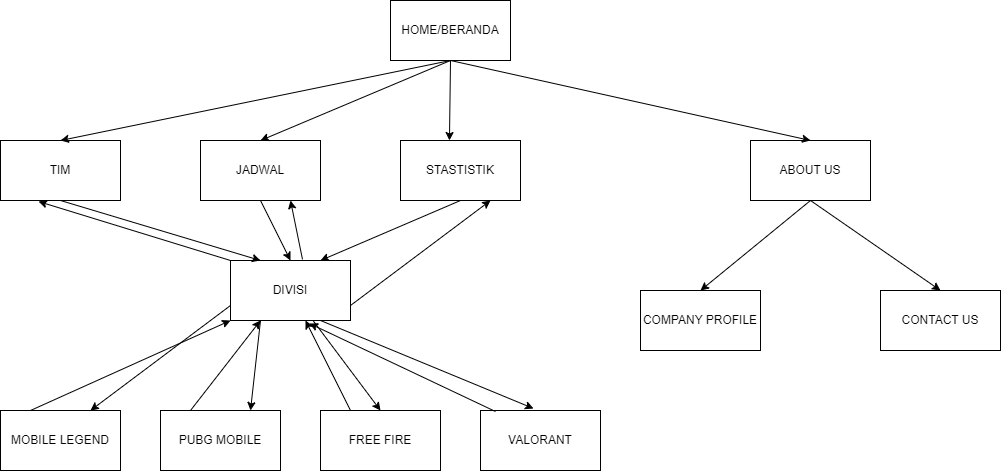 HOME/BERANDA
TIM
JADWAL
STASTISTIK
ABOUT US
DIVISI
COMPANY PROFILE
CONTACT US
MOBILE LEGEND
PUBG MOBILE
FREE FIRE
VALORANT